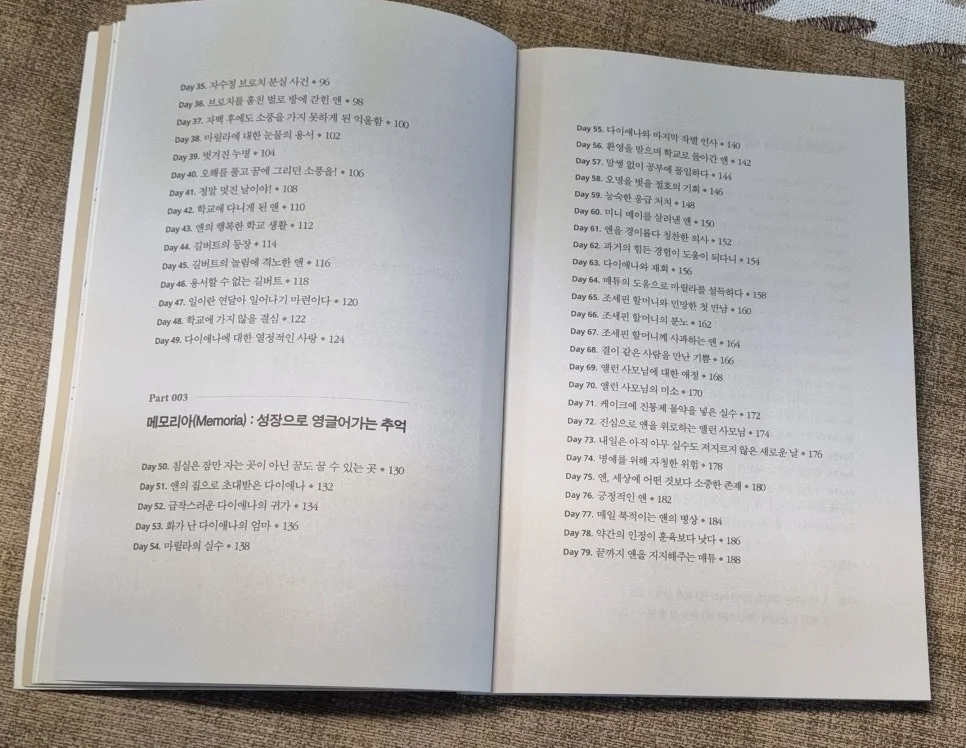 Day 35. 자수정 브로치 분실 사건 • 96
Day 36. 브로치를 훔친 벌로 방에 갇힌 앤 • 98
Day 37. 자백 후에도 소풍을 가지 못하게 된 억울함 • 100
Day 38. 마릴라에 대한 눈물의 용서 • 102
Day 39. 벗겨진 누명 • 104
Day 40. 오해를 풀고 꿈에 그리던 소풍을! • 106
Day 41. 정말 멋진 날이야! • 108
Day 42. 학교에 다니게 된 앤 • 110
Day 43. 앤의 행복한 학교 생활 • 112
Day 44. 길버트의 등장 • 114
Day 45. 길버트의 놀림에 격노한 앤 • 116
Day 46. 용서할 수 없는 길버트 • 118
Day 47. 일이란 연달아 일어나기 마련이다 • 120
Day 48. 학교에 가지 않을 결심 • 122
Day 49. 다이애나에 대한 열정적인 사랑 • 124
Part 003
메모리아(Memoria) : 성장으로 영글어가는 추억
Day 50. 침실은 잠만 자는 곳이 아닌 꿈도 꿀 수 있는 곳 • 130
Day 51. 앤의 집으로 초대받은 다이애나 • 132
Day 52. 급작스러운 다이애나의 귀가 • 134
Day 53. 화가 난 다이애나의 엄마 • 136
Day 54. 마릴라의 실수 • 138
Day 55. 다이애나와 마지막 작별 인사 • 140
Day 56. 환영을 받으며 학교로 돌아간 앤 • 142
Day 57. 말썽 없이 공부에 몰입하다 • 144
Day 58. 오명을 벗을 절호의 기회 • 146
Day 59. 능숙한 응급 처치 • 148
Day 60. 미니 메이를 살려낸 앤 • 150
Day 61. 앤을 경이롭다 칭찬한 의사 • 152
Day 62. 과거의 힘든 경험이 도움이 되다니 • 154
Day 63. 다이애나와 재회 • 156
Day 64. 매튜의 도움으로 마릴라를 설득하다 • 158
Day 65. 조세핀 할머니와 민망한 첫 만남 • 160
Day 66. 조세핀 할머니의 분노 • 162
Day 67. 조세핀 할머니께 사과하는 앤 • 164
Day 68. 결이 같은 사람을 만난 기쁨 • 166
Day 69. 앨런 사모님에 대한 애정 • 168
Day 70. 앨런 사모님의 미소 • 170
Day 71. 케이크에 진통제 물약을 넣은 실수 • 172
Day 72. 진심으로 앤을 위로하는 앨런 사모님 • 174
Day 73. 내일은 아직 아무 실수도 저지르지 않은 새로운 날 • 176
Day 74. 명예를 위해 자청한 위험 • 178
Day 75. 앤, 세상에 어떤 것보다 소중한 존재 • 180
Day 76. 긍정적인 앤 • 182
Day 77. 매일 북적이는 앤의 병상 • 184
Day 78. 약간의 인정이 훈육보다 낫다 • 186
Day 79. 끝까지 앤을 지지해주는 매튜 • 188